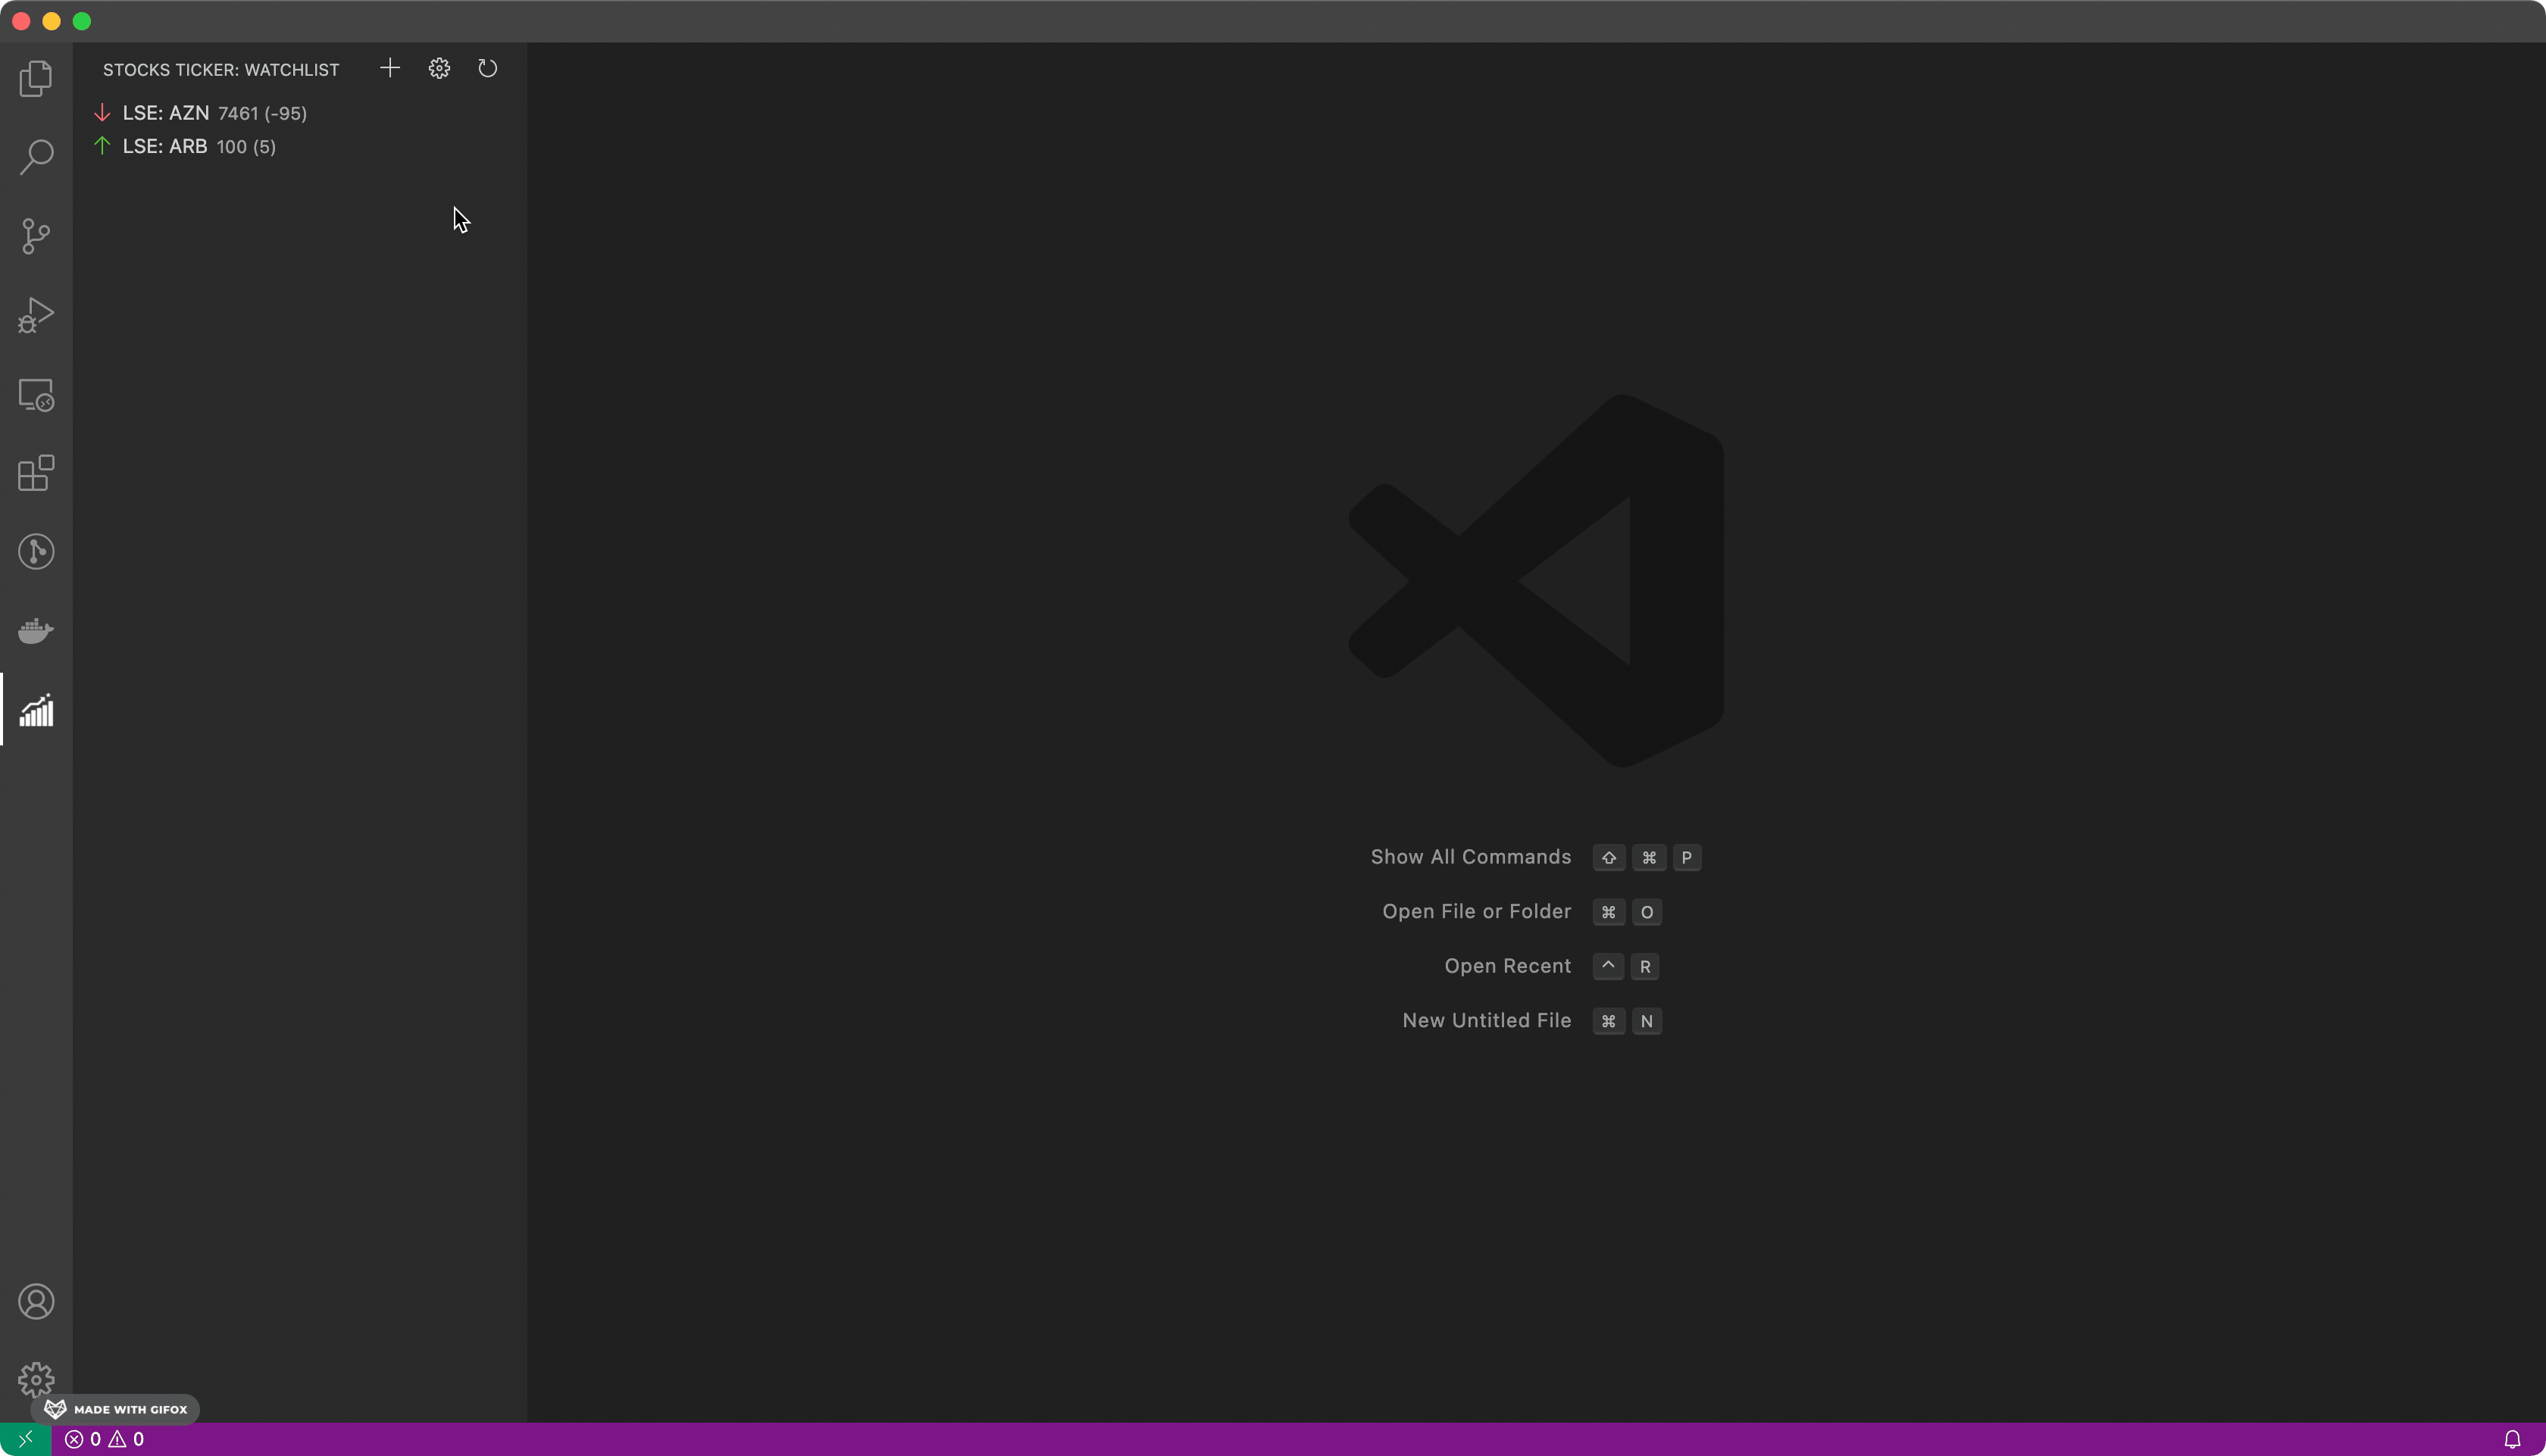 STOCKS TICKER: WATCHLIST
LSE: AZN 7461 (-95)
LSE: ARB 100 (5)
Show All Commands ⇧ ⌘ P
Open File or Folder ⌘ O
Open Recent ^ R
New Untitled File ⌘ N
MADE WITH GIFOX
0 0